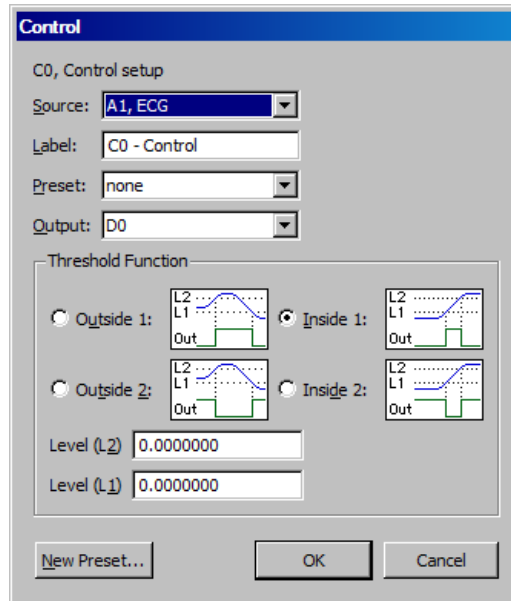 Control
C0, Control setup
Source: A1, ECG
Label: C0 - Control
Preset: none
Output: D0
Threshold Function
Outside 1: L2 L1 Out Inside 1: L2 L1 Out
Outside 2: L2 L1 Out Inside 2: L2 L1 Out
Level (L2) 0.0000000
Level (L1) 0.0000000
New Preset... OK Cancel